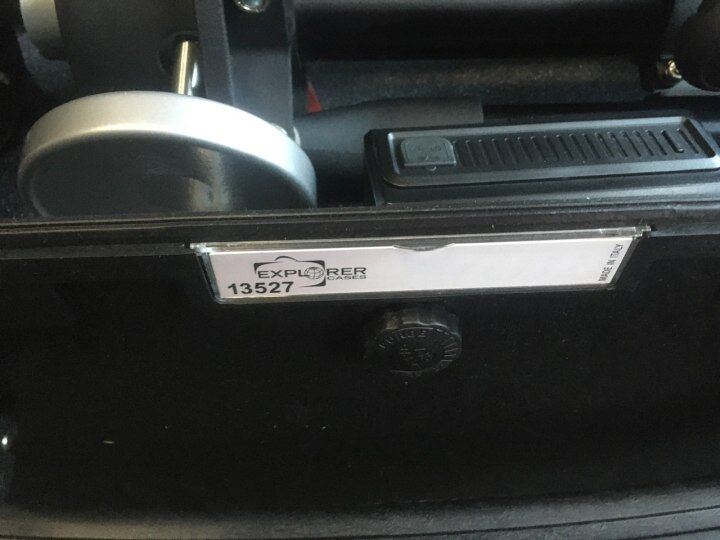 EXPLORER
CASES
13527
MADE IN ITALY